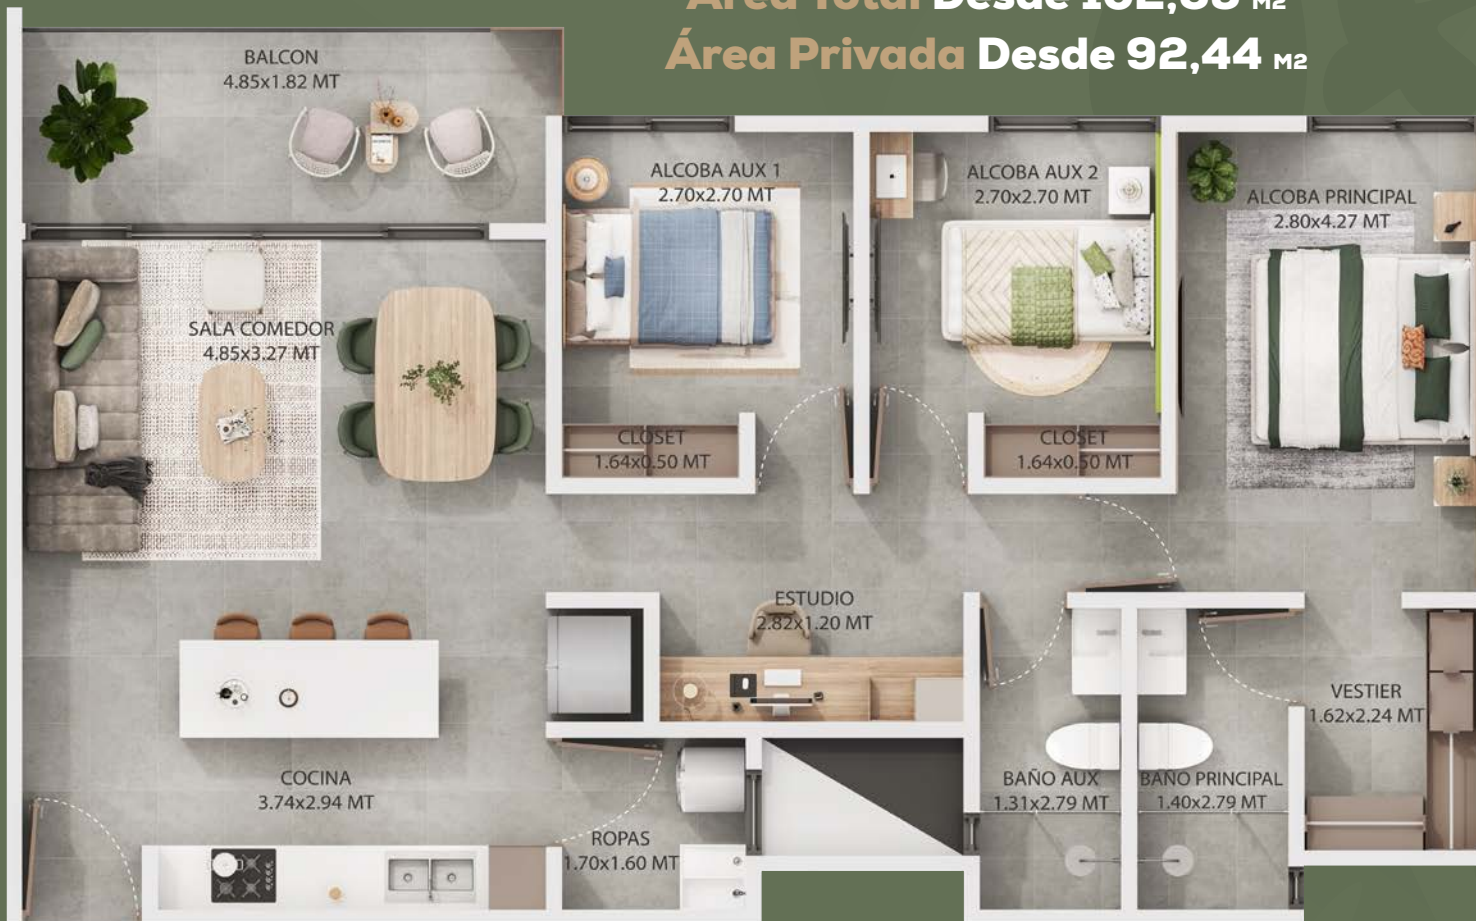 Área Total Desde
M2
Área Privada Desde 92,44 M2
BALCON
4.85x1.82 MT
ALCOBA AUX 1
2.70x2.70 MT
ALCOBA AUX 2
2.70x2.70 MT
ALCOBA PRINCIPAL
2.80x4.27 MT
SALA COMEDOR
4.85x3.27 MT
CLOSET
1.64x0.50 MT
CLOSET
1.64x0.50 MT
ESTUDIO
2.82x1.20 MT
VESTIER
1.62x2.24 MT
COCINA
3.74x2.94 MT
BAÑO AUX
1.31x2.79 MT
BAÑO PRINCIPAL
1.40x2.79 MT
ROPAS
1.70x1.60 MT